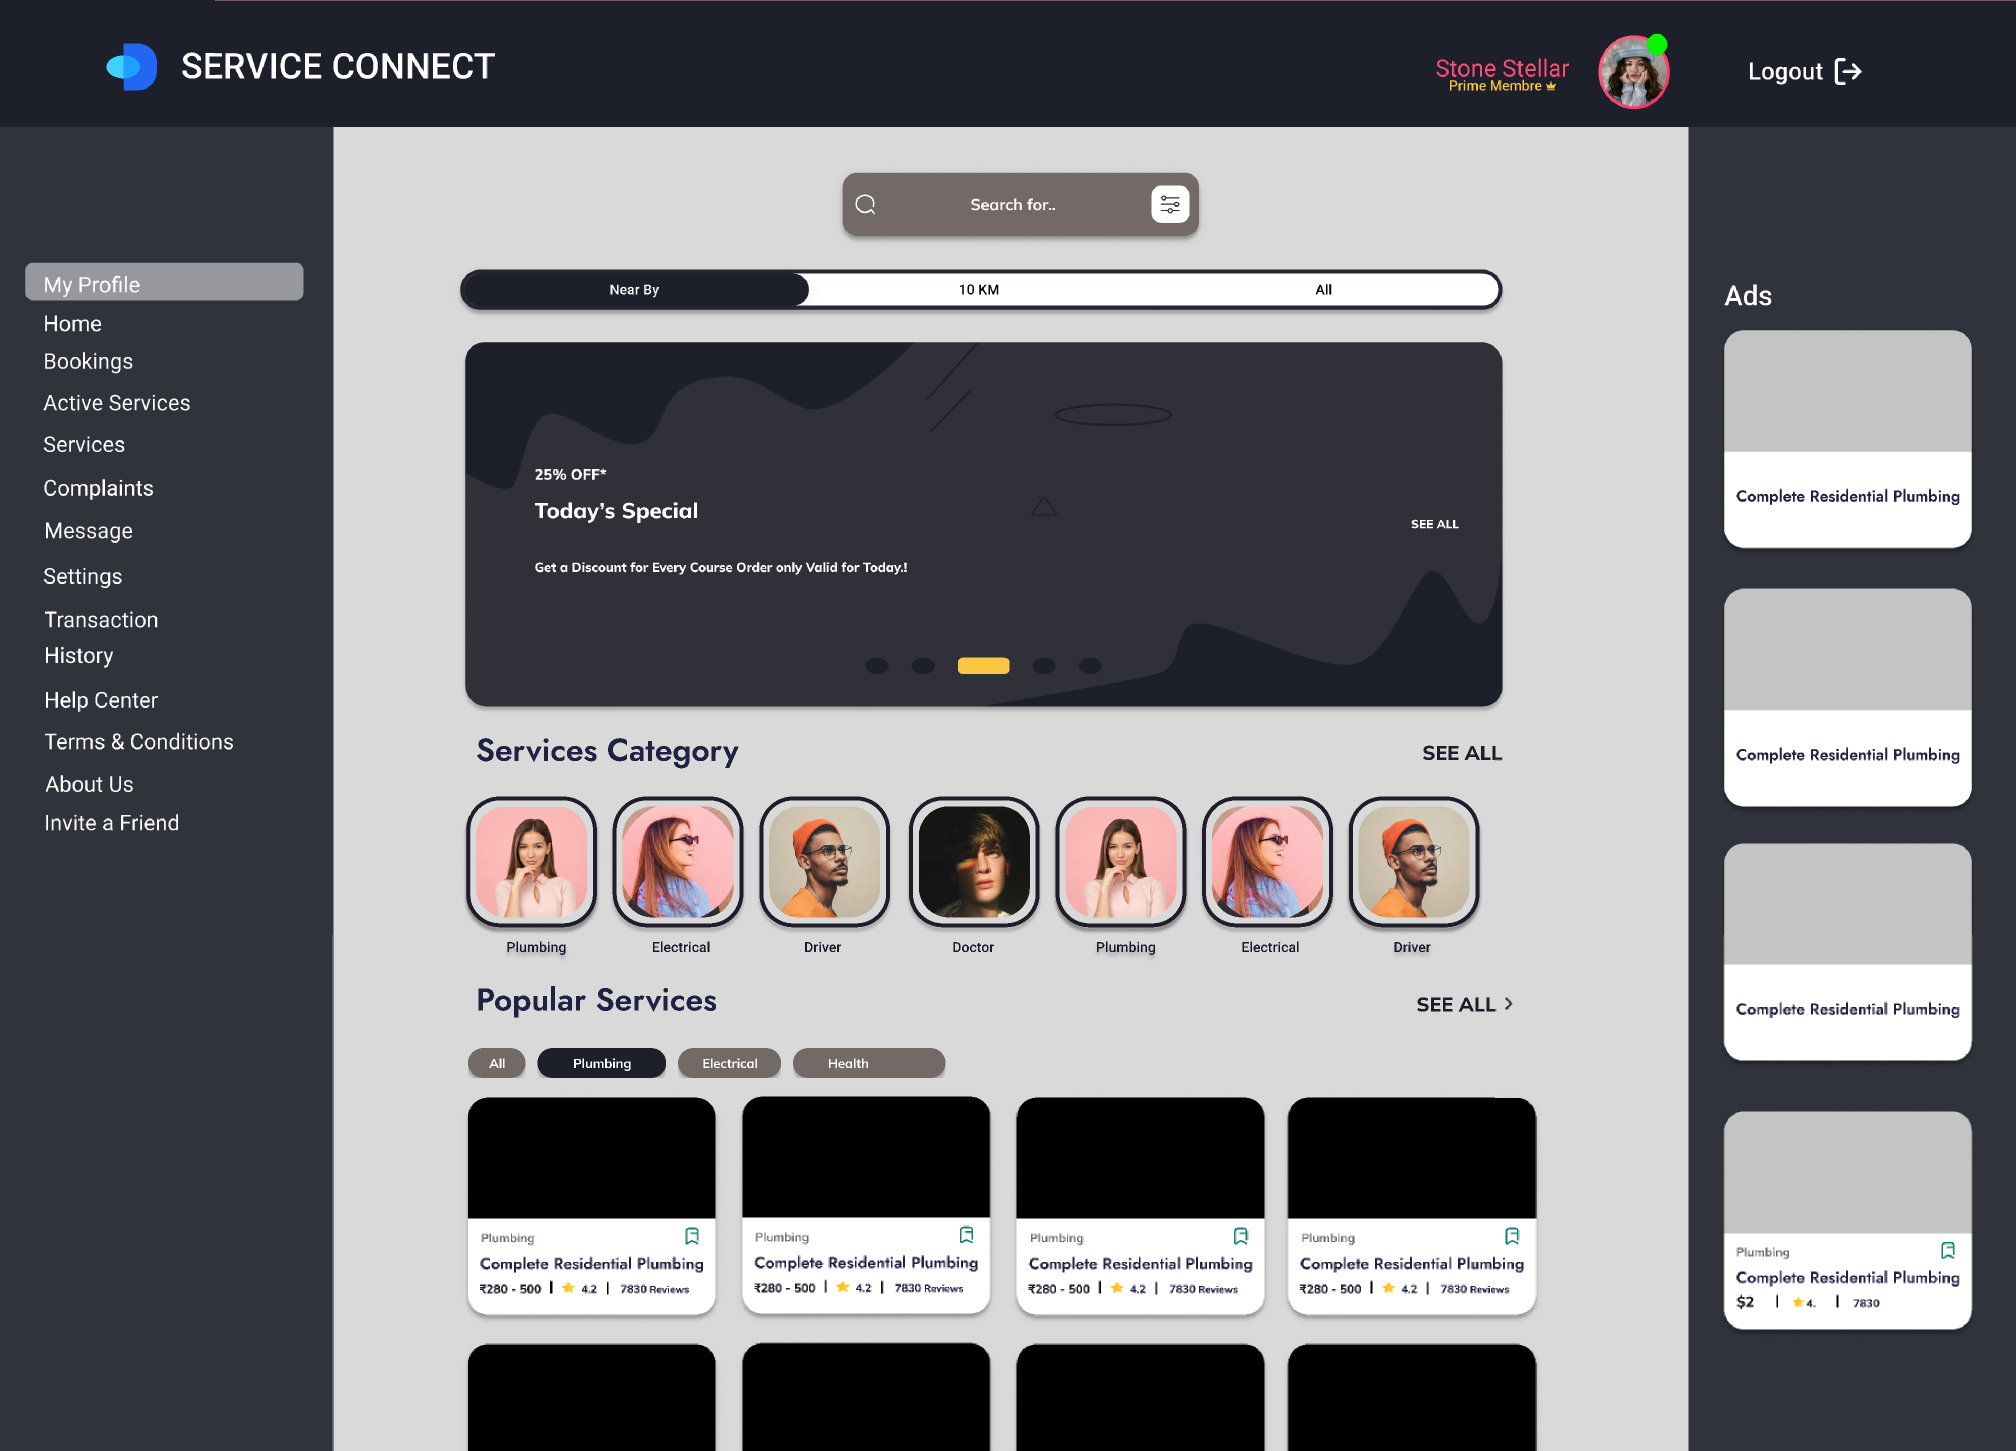 SERVICE CONNECT
Stone Stellar
Prime Membre
Logout
My Profile
Home
Bookings
Active Services
Services
Complaints
Message
Settings
Transaction
History
Help Center
Terms & Conditions
About Us
Invite a Friend
Search for..
Near By
10 KM
All
25% OFF*
Today's Special
SEE ALL
Get a Discount for Every Course Order only Valid for Today.!
Services Category
SEE ALL
Plumbing
Electrical
Driver
Doctor
Plumbing
Electrical
Driver
Popular Services
SEE ALL
All
Plumbing
Electrical
Health
Plumbing
Complete Residential Plumbing
₹280 - 500 | 4.2 | 7830 Reviews
Plumbing
Complete Residential Plumbing
₹280 - 500 | 4.2 | 7830 Reviews
Plumbing
Complete Residential Plumbing
₹280 - 500 | 4.2 | 7830 Reviews
Plumbing
Complete Residential Plumbing
₹280 - 500 | 4.2 | 7830 Reviews
Ads
Complete Residential Plumbing
Complete Residential Plumbing
Complete Residential Plumbing
Plumbing
Complete Residential Plumbing
$2 | 4. | 7830